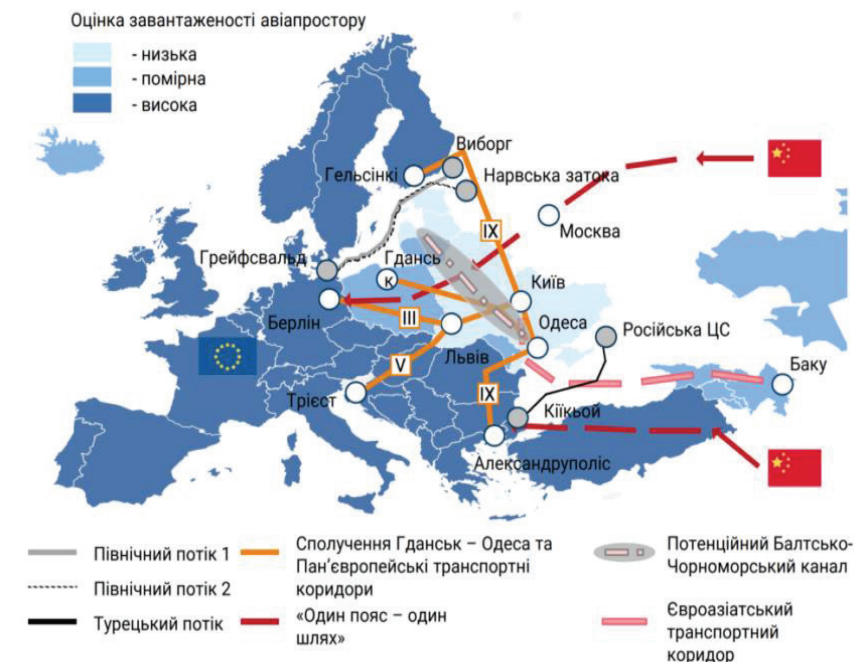 Оцінка завантаженості авіапростору
- низька
- помірна
- висока
Виборг
Гельсінкі
Нарвська затока
IX
Москва
Грейфсвальд
Гдансь
к
Київ
Берлін
III
Одеса
Російська ЦС
Львів
V
Баку
Трієст
IX
Кіїкьой
Александруполіс
Північний потік 1
Північний потік 2
Турецький потік
Сполучення Гданськ – Одеса та
Пан’європейські транспортні
коридори
«Один пояс – один
шлях»
Потенційний Балтсько-
Чорноморський канал
Євроазіатський
транспортний
коридор